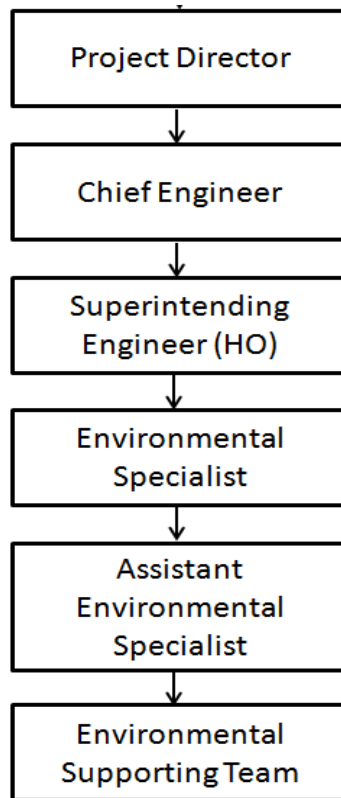 Project Director
Chief Engineer
Superintending
Engineer (HO)
Environmental
Specialist
Assistant
Environmental
Specialist
Environmental
Supporting Team